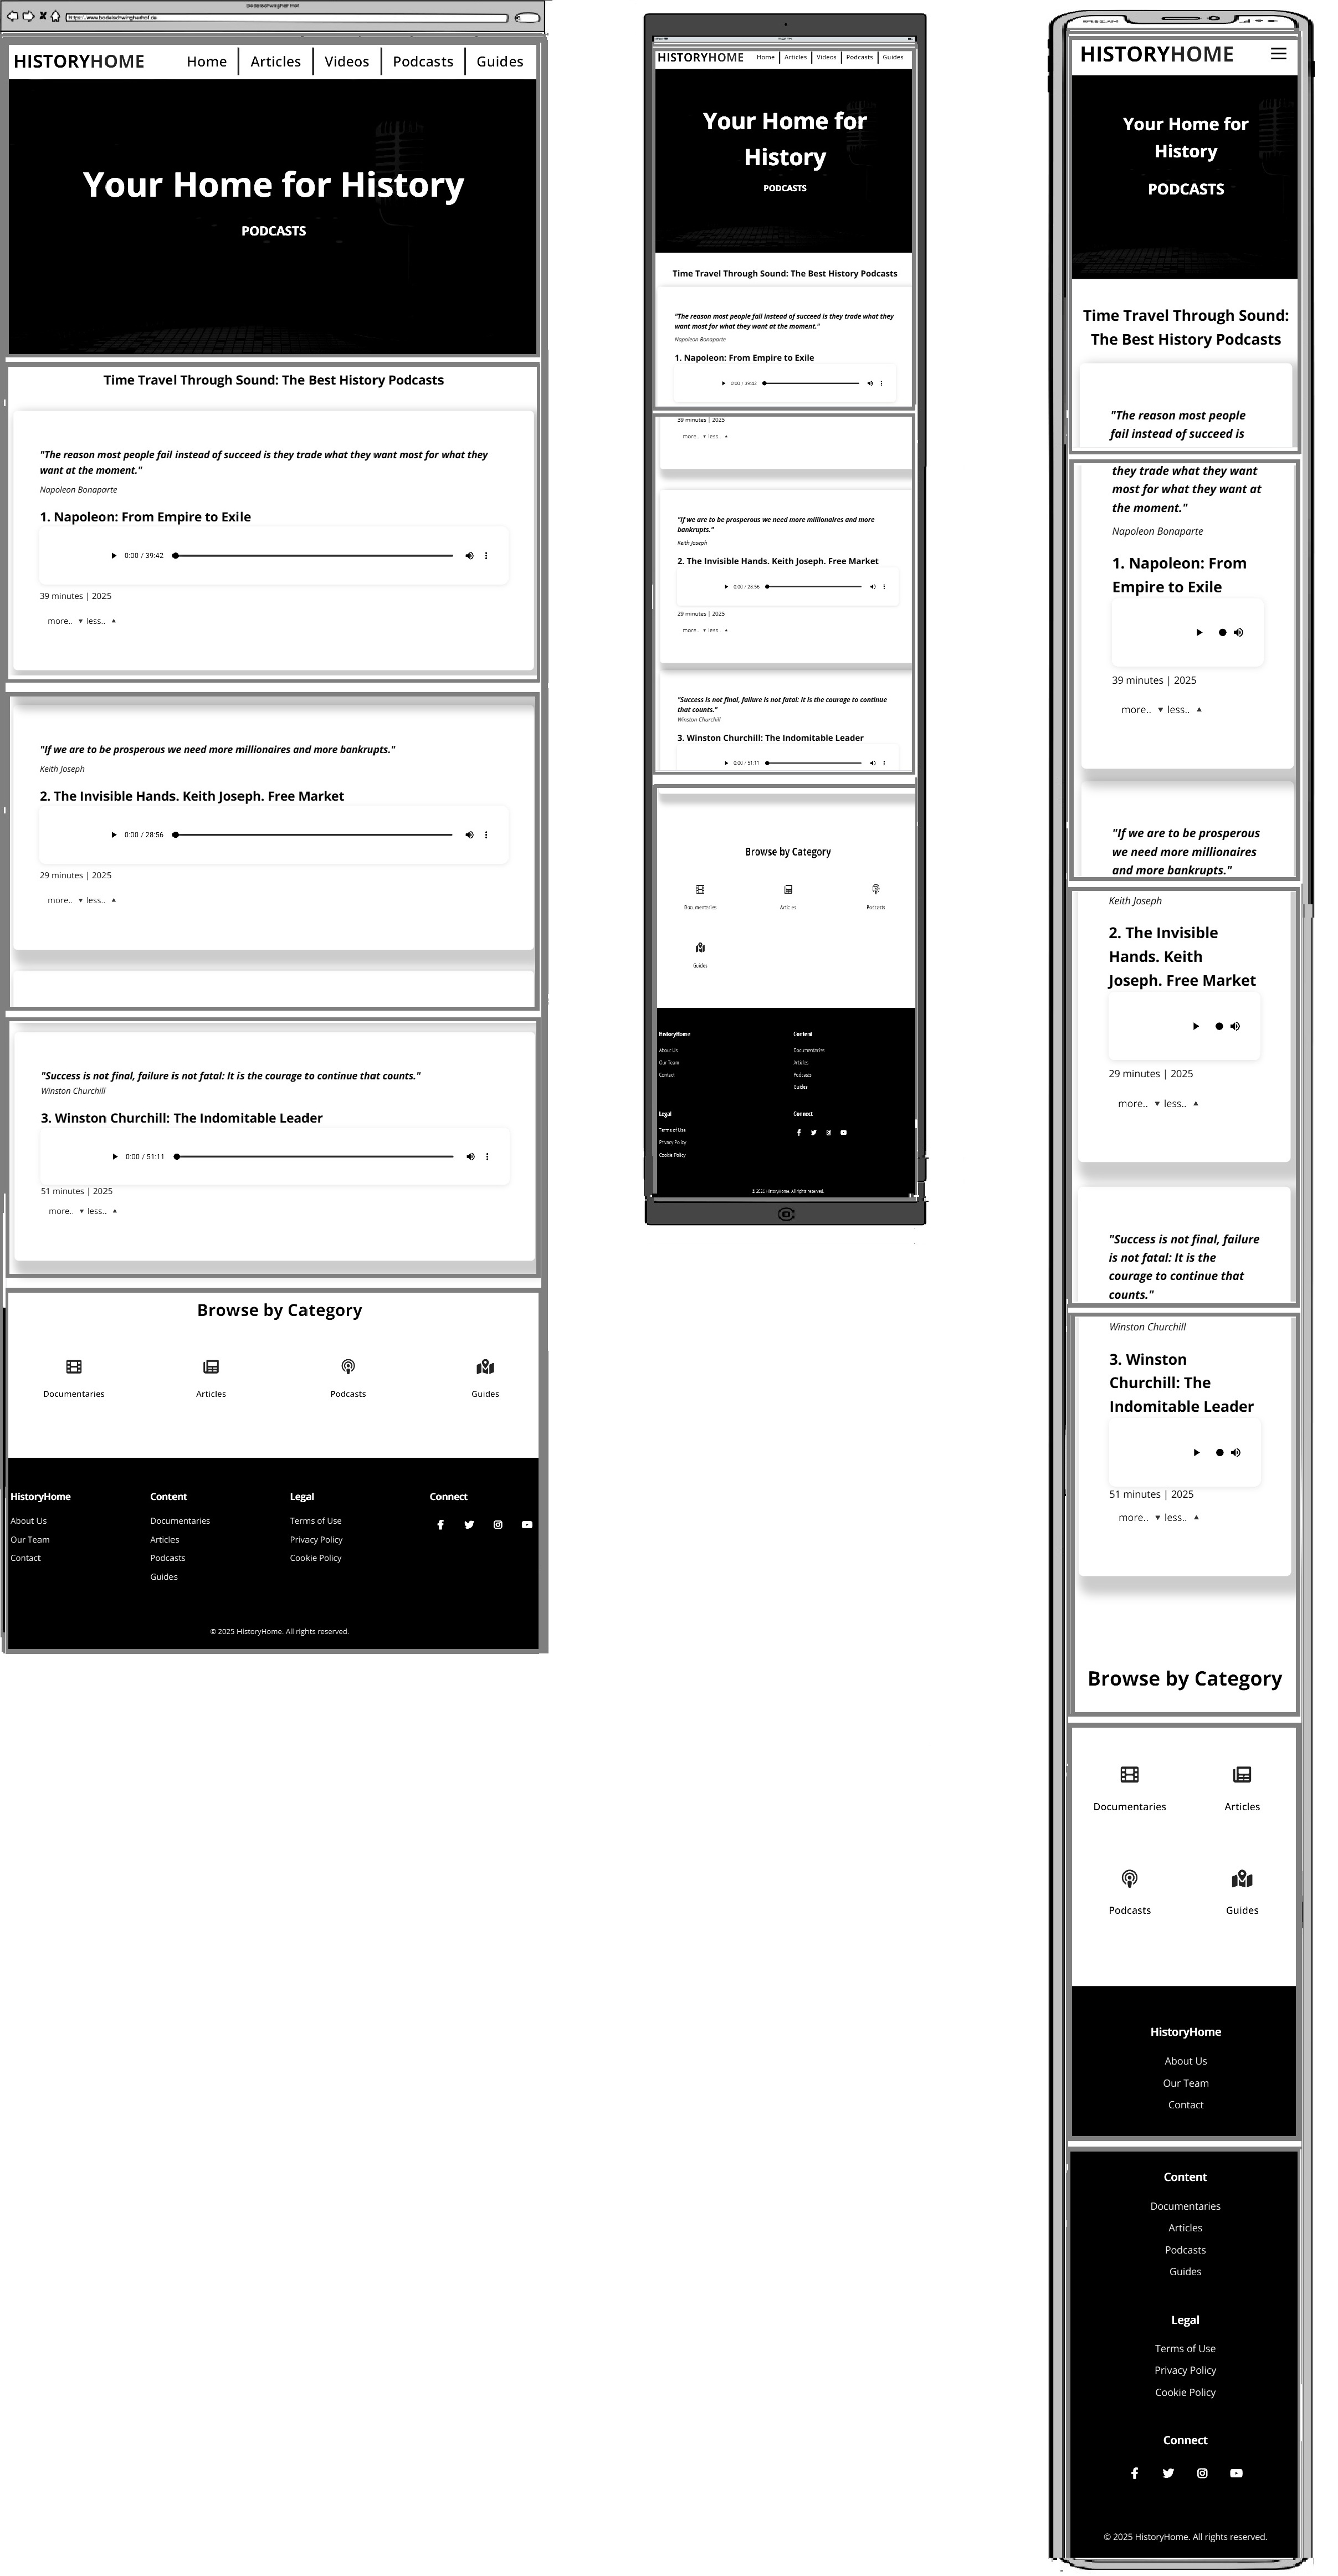 Bodelschwingher Hof
https://www.bodelschwingherhof.de
HISTORYHOME Home Articles Videos Podcasts Guides
Your Home for History
PODCASTS
Time Travel Through Sound: The Best History Podcasts
"The reason most people fail instead of succeed is they trade what they want most for what they
want at the moment."
Napoleon Bonaparte
1. Napoleon: From Empire to Exile
0:00 / 39:42
39 minutes | 2025
more.. ▼ less.. ▲
"If we are to be prosperous we need more millionaires and more bankrupts."
Keith Joseph
2. The Invisible Hands. Keith Joseph. Free Market
0:00 / 28:56
29 minutes | 2025
more.. ▼ less.. ▲
"Success is not final, failure is not fatal: It is the courage to continue that counts."
Winston Churchill
3. Winston Churchill: The Indomitable Leader
0:00 / 51:11
51 minutes | 2025
more.. ▼ less.. ▲
Browse by Category
Documentaries Articles Podcasts Guides
HistoryHome Content Legal Connect
About Us Documentaries Terms of Use
Our Team Articles Privacy Policy
Contact Podcasts Cookie Policy
Guides
© 2025 HistoryHome. All rights reserved.
HISTORYHOME Home Articles Videos Podcasts Guides
Your Home for
History
PODCASTS
Time Travel Through Sound: The Best History Podcasts
"The reason most people fail instead of succeed is they trade what they
want most for what they want at the moment."
Napoleon Bonaparte
1. Napoleon: From Empire to Exile
0:00 / 39:42
39 minutes | 2025
more.. ▼ less.. ▲
"If we are to be prosperous we need more millionaires and more
bankrupts."
Keith Joseph
2. The Invisible Hands. Keith Joseph. Free Market
0:00 / 28:56
29 minutes | 2025
more.. ▼ less.. ▲
"Success is not final, failure is not fatal: It is the courage to continue
that counts."
Winston Churchill
3. Winston Churchill: The Indomitable Leader
0:00 / 51:11
Browse by Category
Documentaries Articles Podcasts
Guides
HistoryHome Content
About Us Documentaries
Our Team Articles
Contact Podcasts
Guides
Legal Connect
Terms of Use
Privacy Policy
Cookie Policy
© 2025 HistoryHome. All rights reserved.
HISTORYHOME
Your Home for
History
PODCASTS
Time Travel Through Sound:
The Best History Podcasts
"The reason most people
fail instead of succeed is
they trade what they want
most for what they want at
the moment."
Napoleon Bonaparte
1. Napoleon: From
Empire to Exile
39 minutes | 2025
more.. ▼ less.. ▲
"If we are to be prosperous
we need more millionaires
and more bankrupts."
Keith Joseph
2. The Invisible
Hands. Keith
Joseph. Free Market
29 minutes | 2025
more.. ▼ less.. ▲
"Success is not final, failure
is not fatal: It is the
courage to continue that
counts."
Winston Churchill
3. Winston
Churchill: The
Indomitable Leader
51 minutes | 2025
more.. ▼ less.. ▲
Browse by Category
Documentaries Articles
Podcasts Guides
HistoryHome
About Us
Our Team
Contact
Content
Documentaries
Articles
Podcasts
Guides
Legal
Terms of Use
Privacy Policy
Cookie Policy
Connect
© 2025 HistoryHome. All rights reserved.